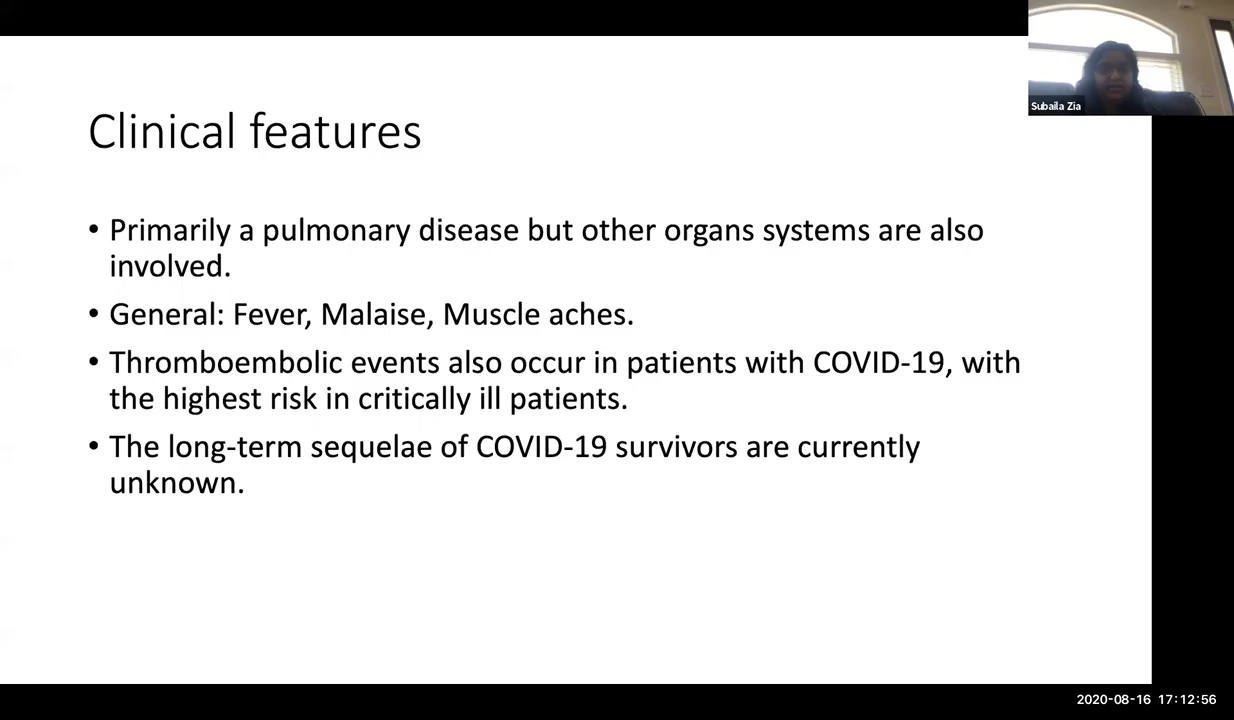 Subaila Zia
Clinical features
• Primarily a pulmonary disease but other organs systems are also
involved.
• General: Fever, Malaise, Muscle aches.
• Thromboembolic events also occur in patients with COVID-19, with
the highest risk in critically ill patients.
• The long-term sequelae of COVID-19 survivors are currently
unknown.
2020-08-16 17:12:56